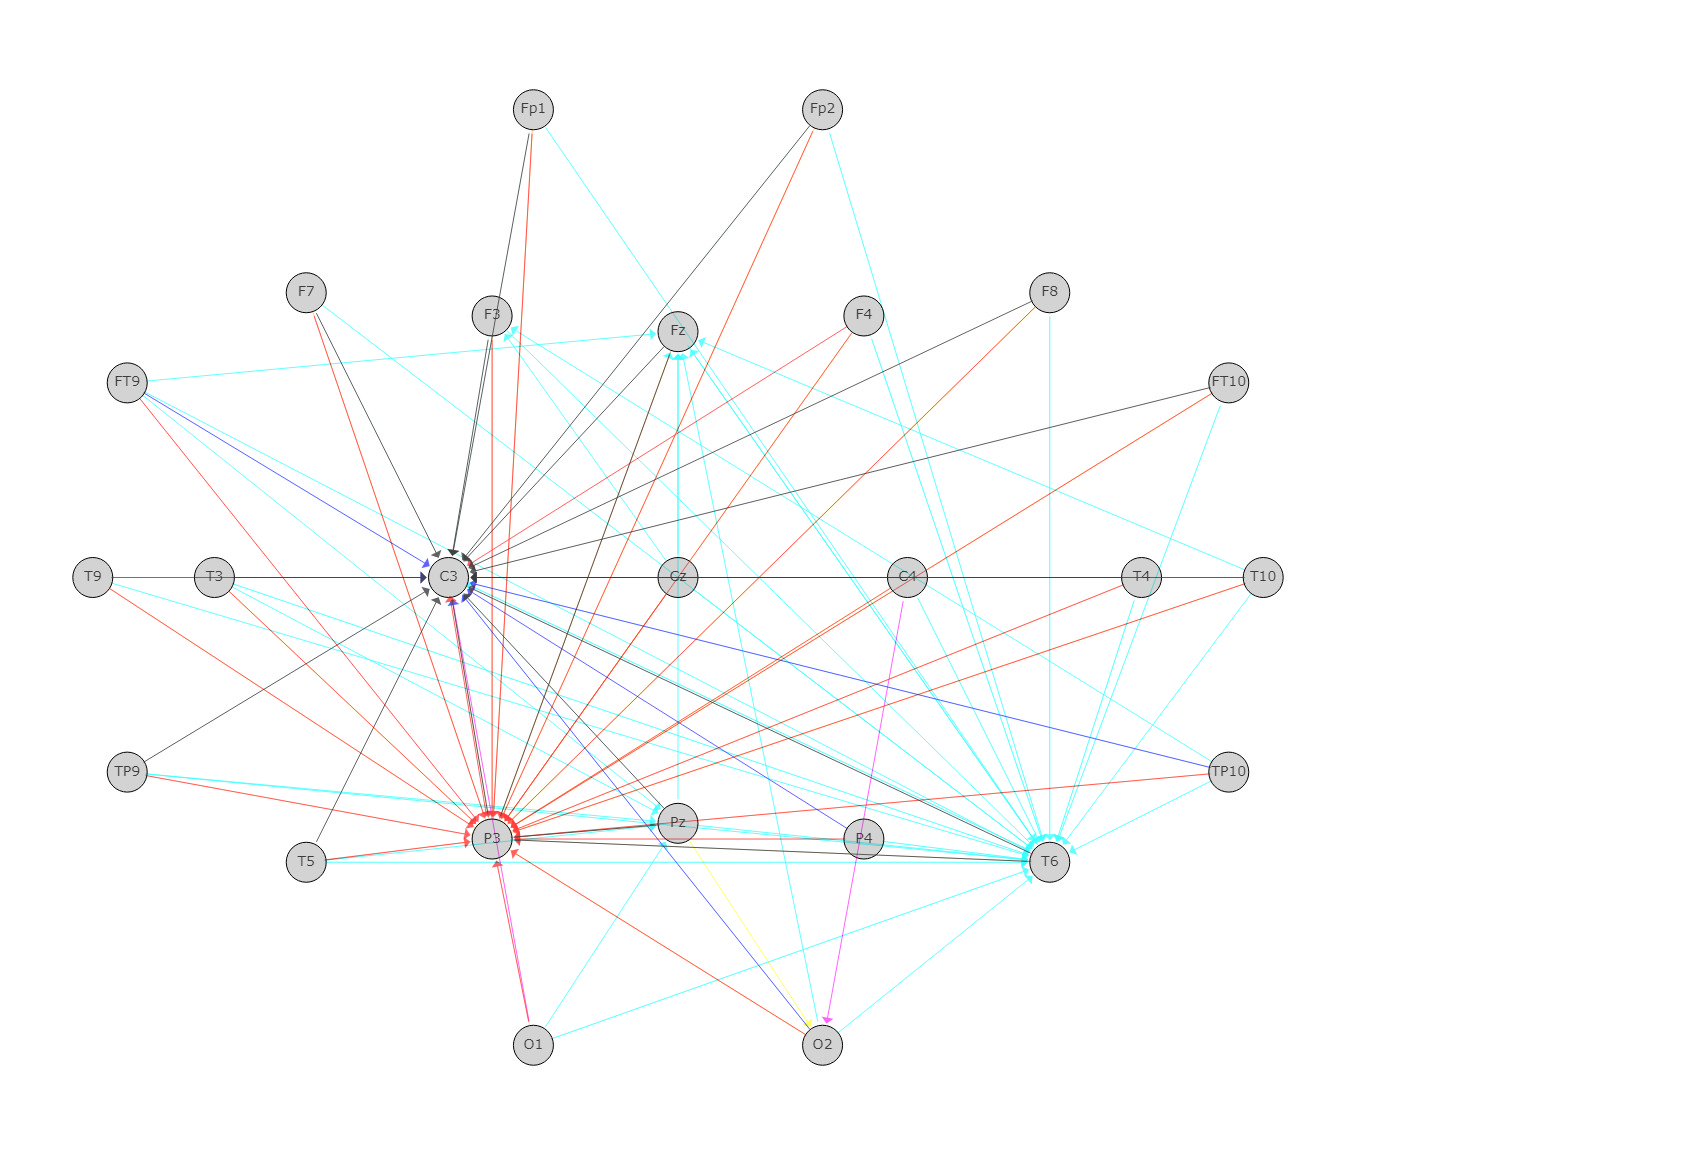 Fp1 Fp2
F7 F3 Fz F4 F8
FT9 FT10
T9 T3 C3 Cz C4 T4 T10
TP9 TP10
T5 P3 Pz P4 T6
O1 O2